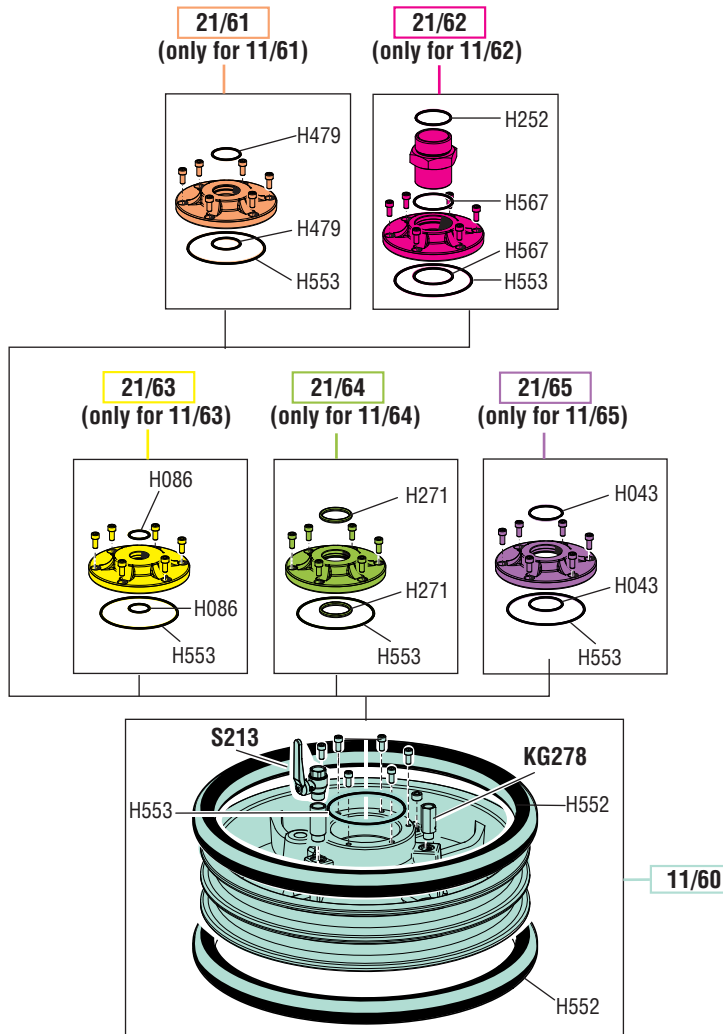 21/61
(only for 11/61)
21/62
(only for 11/62)
H479
H479
H553
H252
H567
H567
H553
21/63
(only for 11/63)
21/64
(only for 11/64)
21/65
(only for 11/65)
H086
H086
H553
H271
H271
H553
H043
H043
H553
S213
KG278
H553
H552
11/60
H552